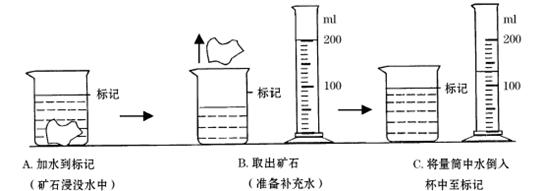 ml
200
100
标记
标记
ml
200
100
标记
A. 加水到标记
（矿石浸没水中）
B. 取出矿石
（准备补充水）
C. 将量筒中水倒入
杯中至标记